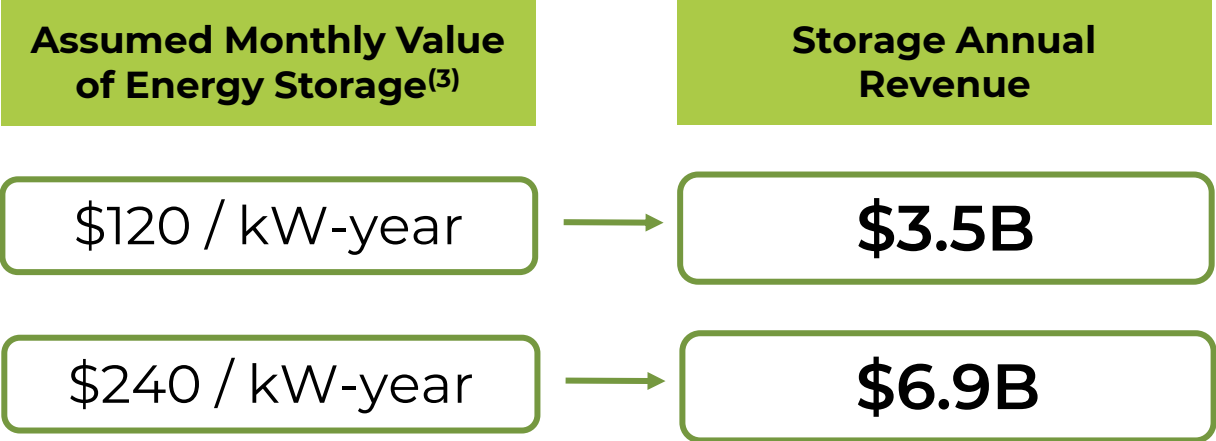 Assumed Monthly Value
of Energy Storage(3)
Storage Annual
Revenue
$120 / kW-year
$3.5B
$240 / kW-year
$6.9B